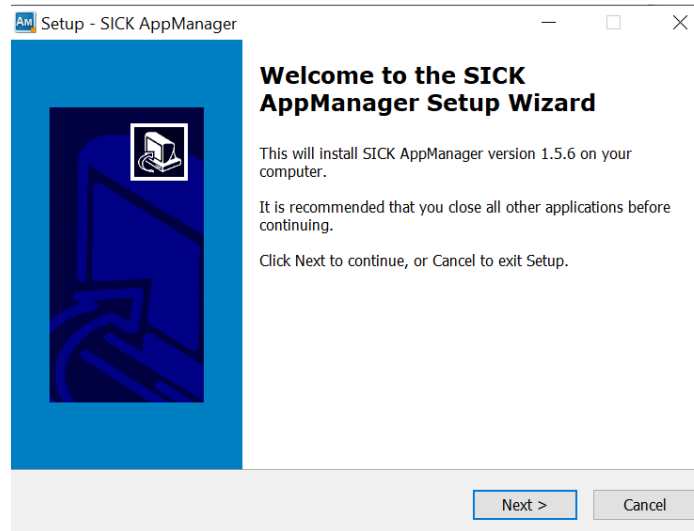 AM Setup - SICK AppManager
Welcome to the SICK
AppManager Setup Wizard
This will install SICK AppManager version 1.5.6 on your
computer.
It is recommended that you close all other applications before
continuing.
Click Next to continue, or Cancel to exit Setup.
Next >
Cancel